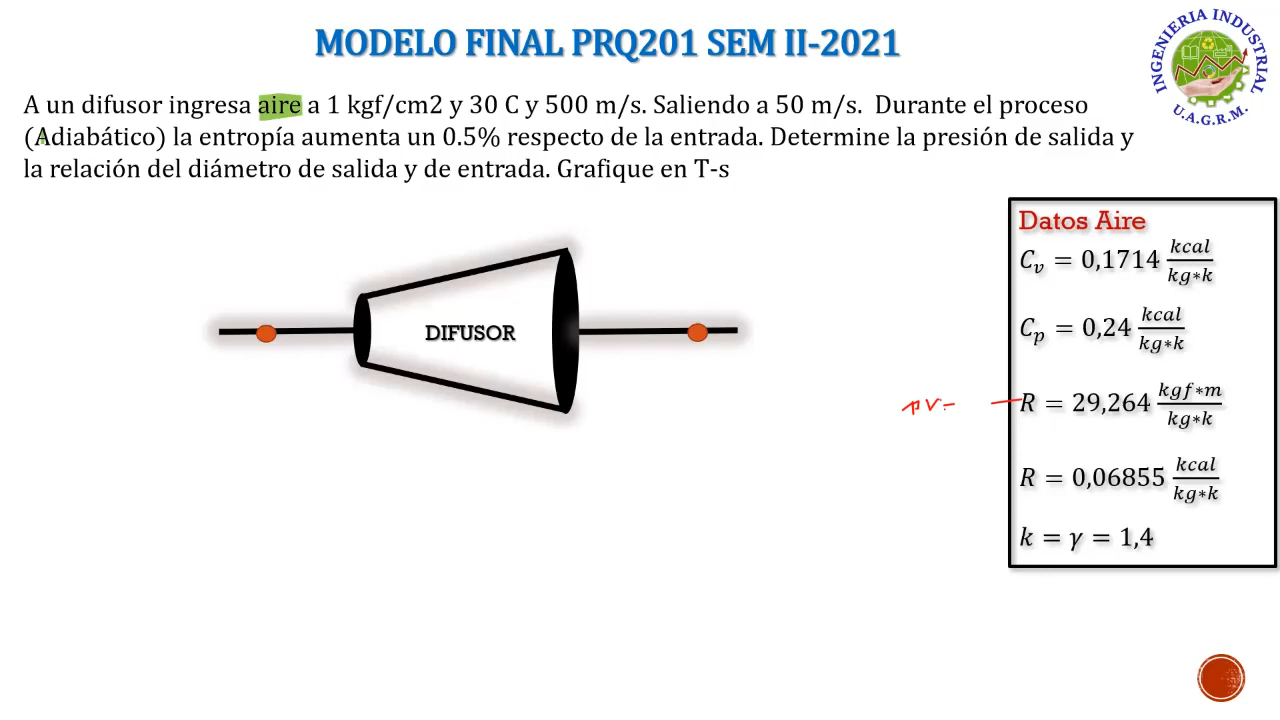 MODELO FINAL PRQ201 SEM II-2021
INGENIERIA INDUSTRIAL
U.A.G.R.M.
A un difusor ingresa aire a 1 kgf/cm2 y 30 C y 500 m/s. Saliendo a 50 m/s. Durante el proceso
(Adiabático) la entropía aumenta un 0.5% respecto de la entrada. Determine la presión de salida y
la relación del diámetro de salida y de entrada. Grafique en T-s
DIFUSOR
Datos Aire
C_v = 0,1714 kcal/kg∗k
C_p = 0,24 kcal/kg∗k
pv=
R = 29,264 kgf∗m/kg∗k
R = 0,06855 kcal/kg∗k
k = γ = 1,4